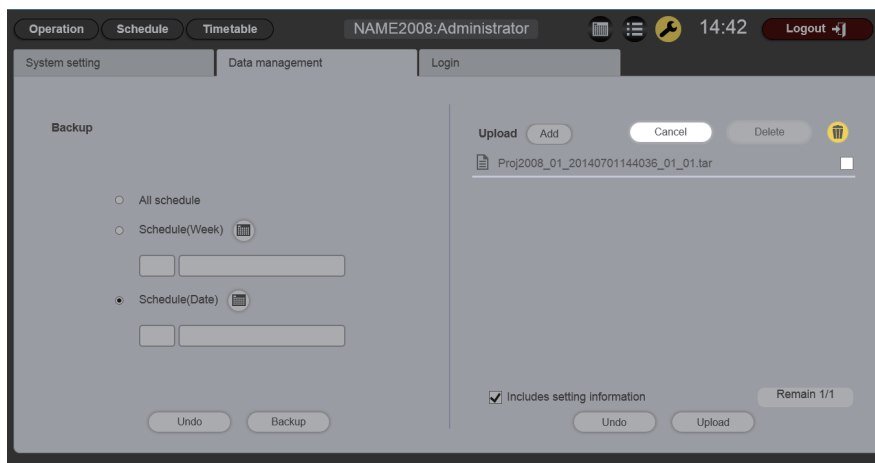 Operation Schedule Timetable NAME2008:Administrator 14:42 Logout
System setting Data management Login
Backup
All schedule
Schedule(Week)
Schedule(Date)
Undo Backup
Upload Add Cancel Delete
Proj2008_01_20140701144036_01_01.tar
Includes setting information Remain 1/1
Undo Upload